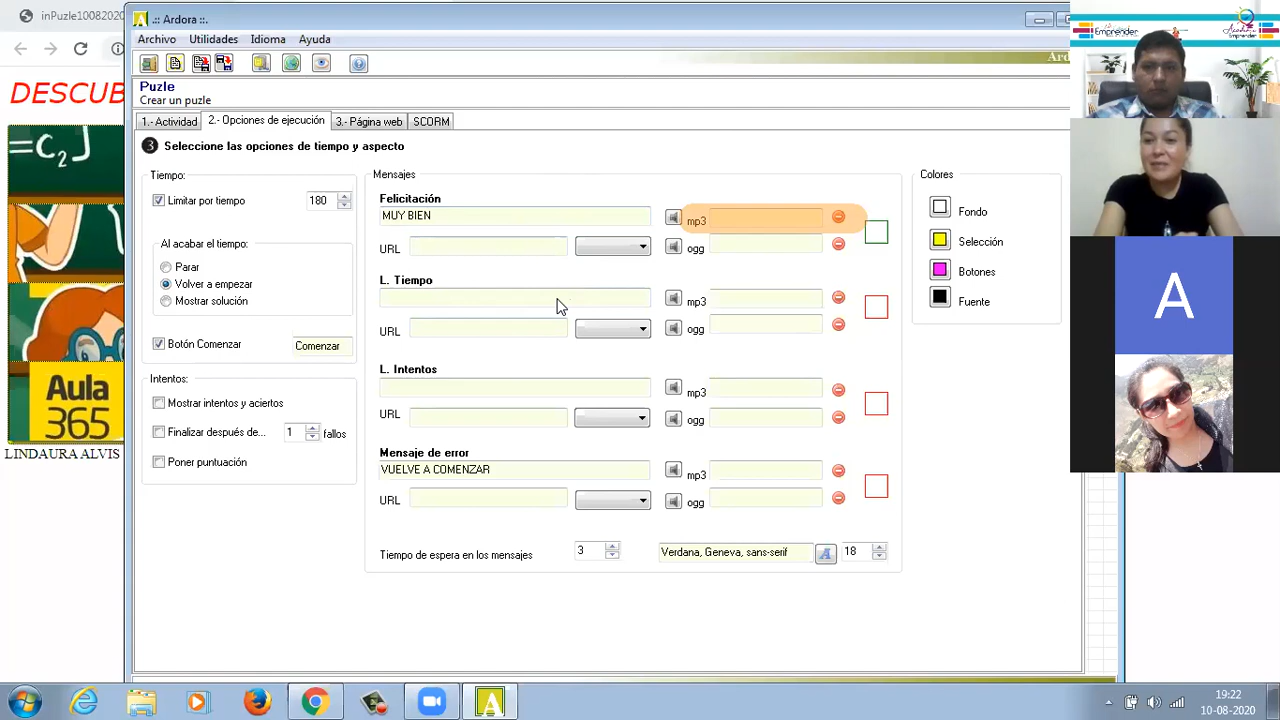 inPuzle10082020
.:: Ardora ::.
Archivo Utilidades Idioma Ayuda
Ard
Puzle
Crear un puzle
1.- Actividad 2.- Opciones de ejecución 3.- Página web SCORM
3 Seleccione las opciones de tiempo y aspecto
Tiempo:
Limitar por tiempo 180
Al acabar el tiempo:
Parar
Volver a empezar
Mostrar solución
Botón Comenzar Comenzar
Intentos:
Mostrar intentos y aciertos
Finalizar después de... 1 fallos
Poner puntuación
Mensajes
Felicitación
MUY BIEN mp3
URL ogg
L. Tiempo
mp3
URL ogg
L. Intentos
mp3
URL ogg
Mensaje de error
VUELVE A COMENZAR mp3
URL ogg
Tiempo de espera en los mensajes 3 Verdana, Geneva, sans-serif A 18
Colores
Fondo
Selección
Botones
Fuente
DESCUB
=C2J
Aula
365
LINDAURA ALVIS
Emprender
Emprender
A
19:22
10-08-2020